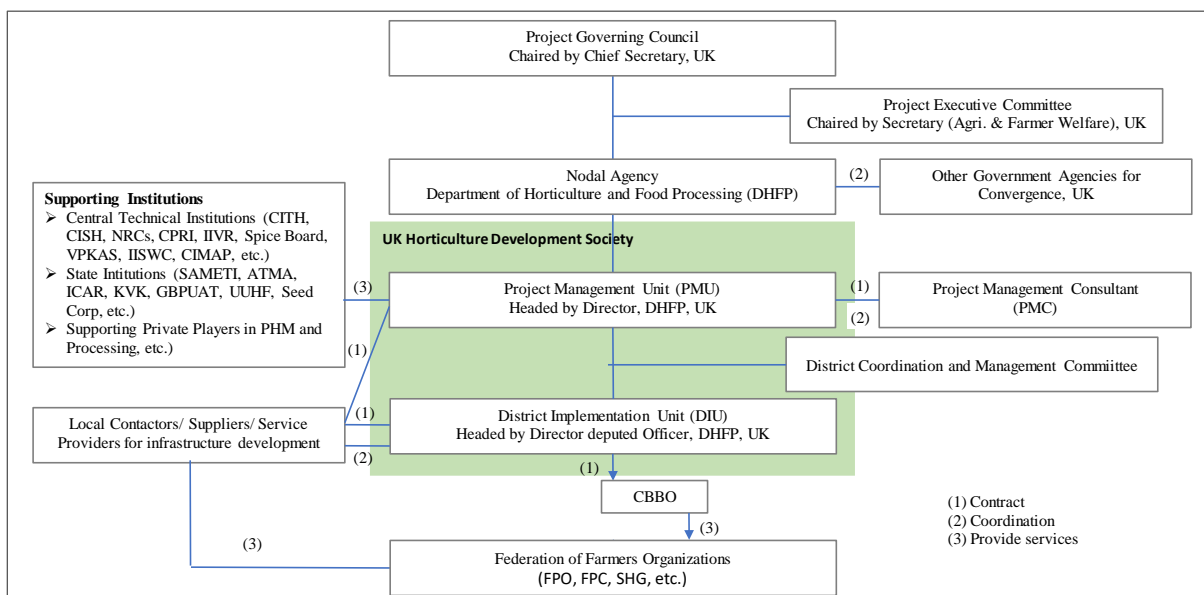 Project Governing Council
Chaired by Chief Secretary, UK
Project Executive Committee
Chaired by Secretary (Agri. & Farmer Welfare), UK
Nodal Agency
Department of Horticulture and Food Processing (DHFP)
(2)
Other Government Agencies for
Convergence, UK
Supporting Institutions
➢ Central Technical Institutions (CITH,
CISH, NRCs, CPRI, IIVR, Spice Board,
VPKAS, IISWC, CIMAP, etc.)
➢ State Intitutions (SAMETI, ATMA,
ICAR, KVK, GBPUAT, UUHF, Seed
Corp, etc.)
➢ Supporting Private Players in PHM and
Processing, etc.)
UK Horticulture Development Society
(3)
Project Management Unit (PMU)
Headed by Director, DHFP, UK
(1)
(2)
Project Management Consultant
(PMC)
(1)
District Coordination and Management Commiittee
Local Contactors/ Suppliers/ Service
Providers for infrastructure development
(1)
(2)
District Implementation Unit (DIU)
Headed by Director deputed Officer, DHFP, UK
(1)
CBBO
(3)
(3)
Federation of Farmers Organizations
(FPO, FPC, SHG, etc.)
(1) Contract
(2) Coordination
(3) Provide services